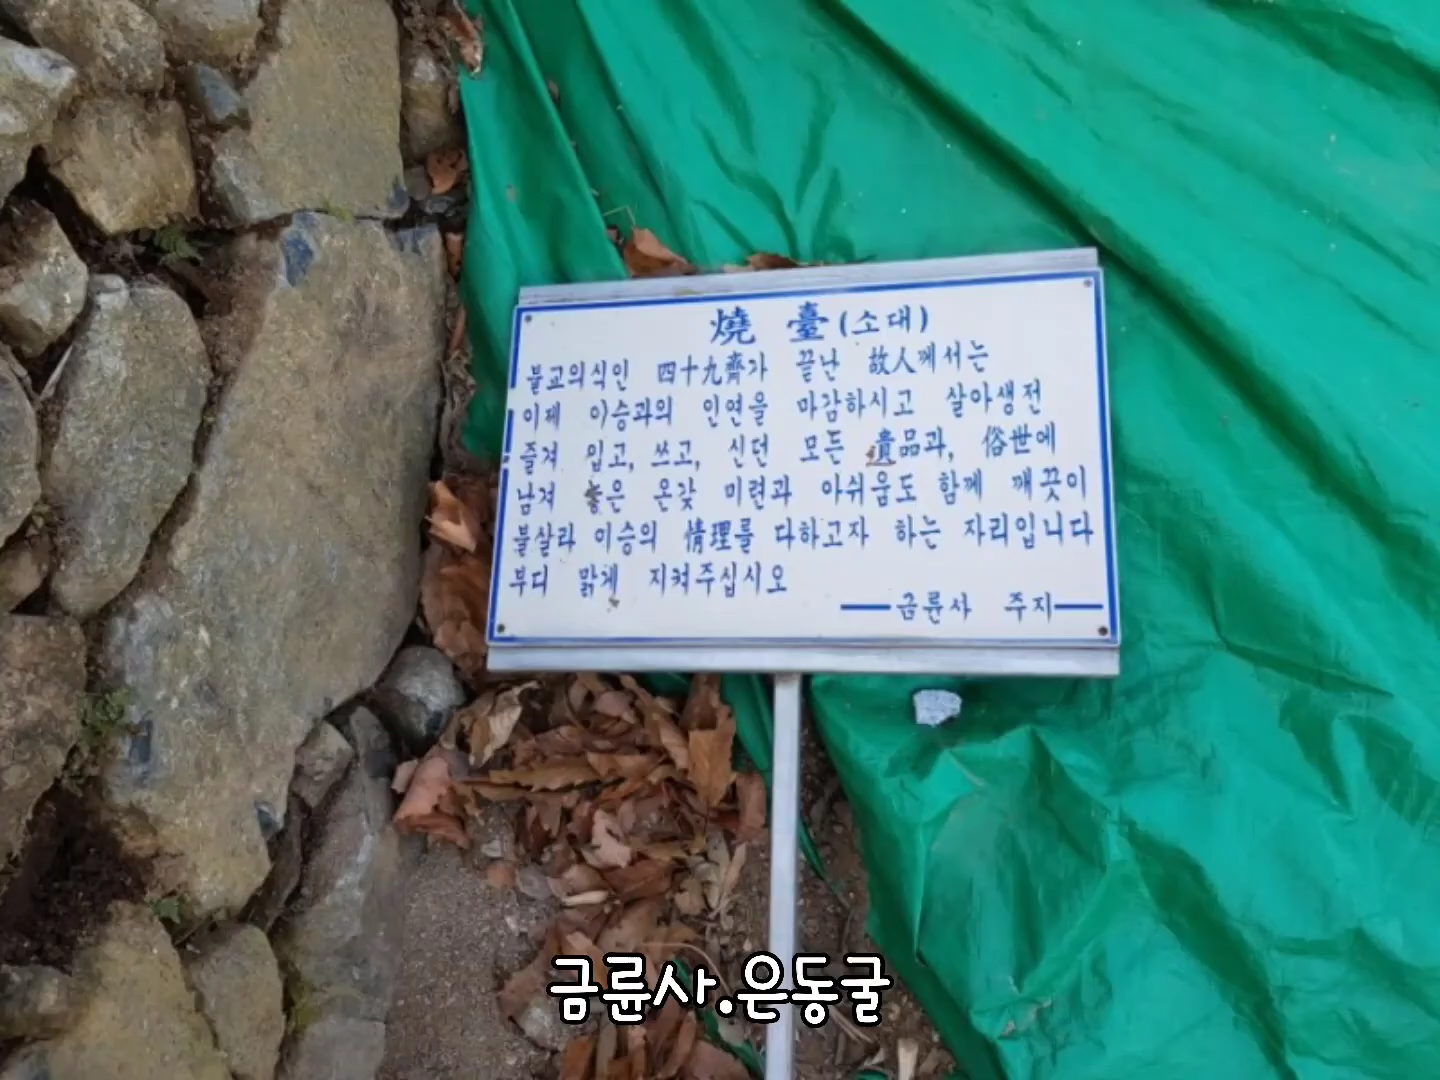 燒 臺(소대)
불교의식인 四十九齊가 끝난 故人께서는
이제 이승과의 인연을 마감하시고 살아생전
즐겨 입고, 쓰고, 신던 모든 遺品과, 俗世에
남겨 놓은 온갖 미련과 아쉬움도 함께 깨끗이
불살라 이승의 情理를 다하고자 하는 자리입니다
부디 맑게 지켜주십시오
금륜사 주지
금륜사.은동굴